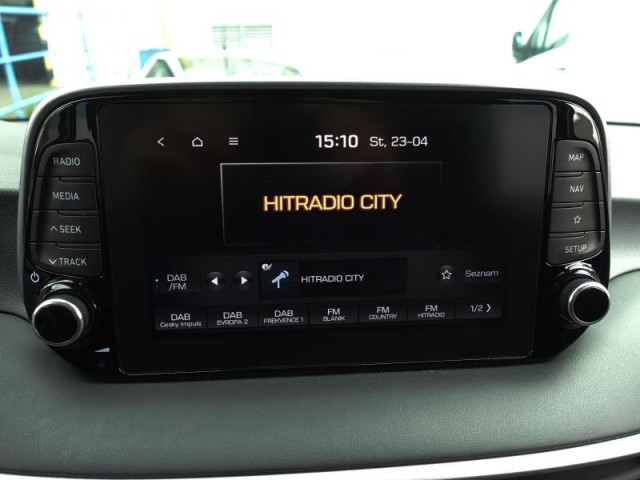 RADIO
MEDIA
SEEK
TRACK
15:10 St, 23-04
HITRADIO CITY
DAB
/FM
HITRADIO CITY
Seznam
DAB
Cesky Impuls
DAB
EVROPA 2
DAB
FREKVENCE 1
FM
BLANIK
FM
COUNTRY
FM
HITRADIO
1/2
MAP
NAV
SETUP